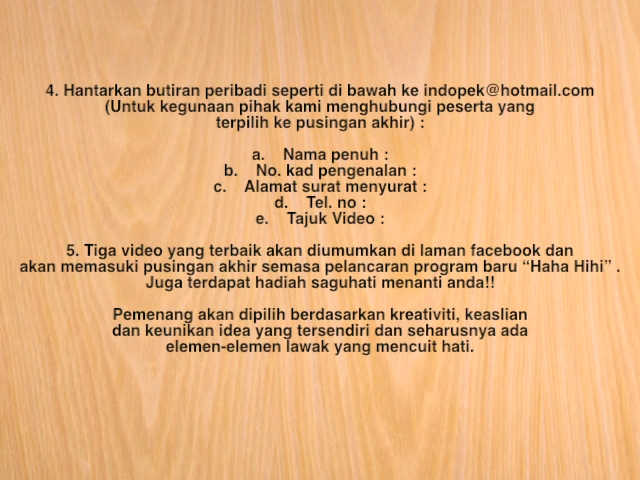 4. Hantarkan butiran peribadi seperti di bawah ke indopek@hotmail.com
(Untuk kegunaan pihak kami menghubungi peserta yang
terpilih ke pusingan akhir) :
a. Nama penuh :
b. No. kad pengenalan :
c. Alamat surat menyurat :
d. Tel. no :
e. Tajuk Video :
5. Tiga video yang terbaik akan diumumkan di laman facebook dan
akan memasuki pusingan akhir semasa pelancaran program baru “Haha Hihi” .
Juga terdapat hadiah saguhati menanti anda!!
Pemenang akan dipilih berdasarkan kreativiti, keaslian
dan keunikan idea yang tersendiri dan seharusnya ada
elemen-elemen lawak yang mencuit hati.